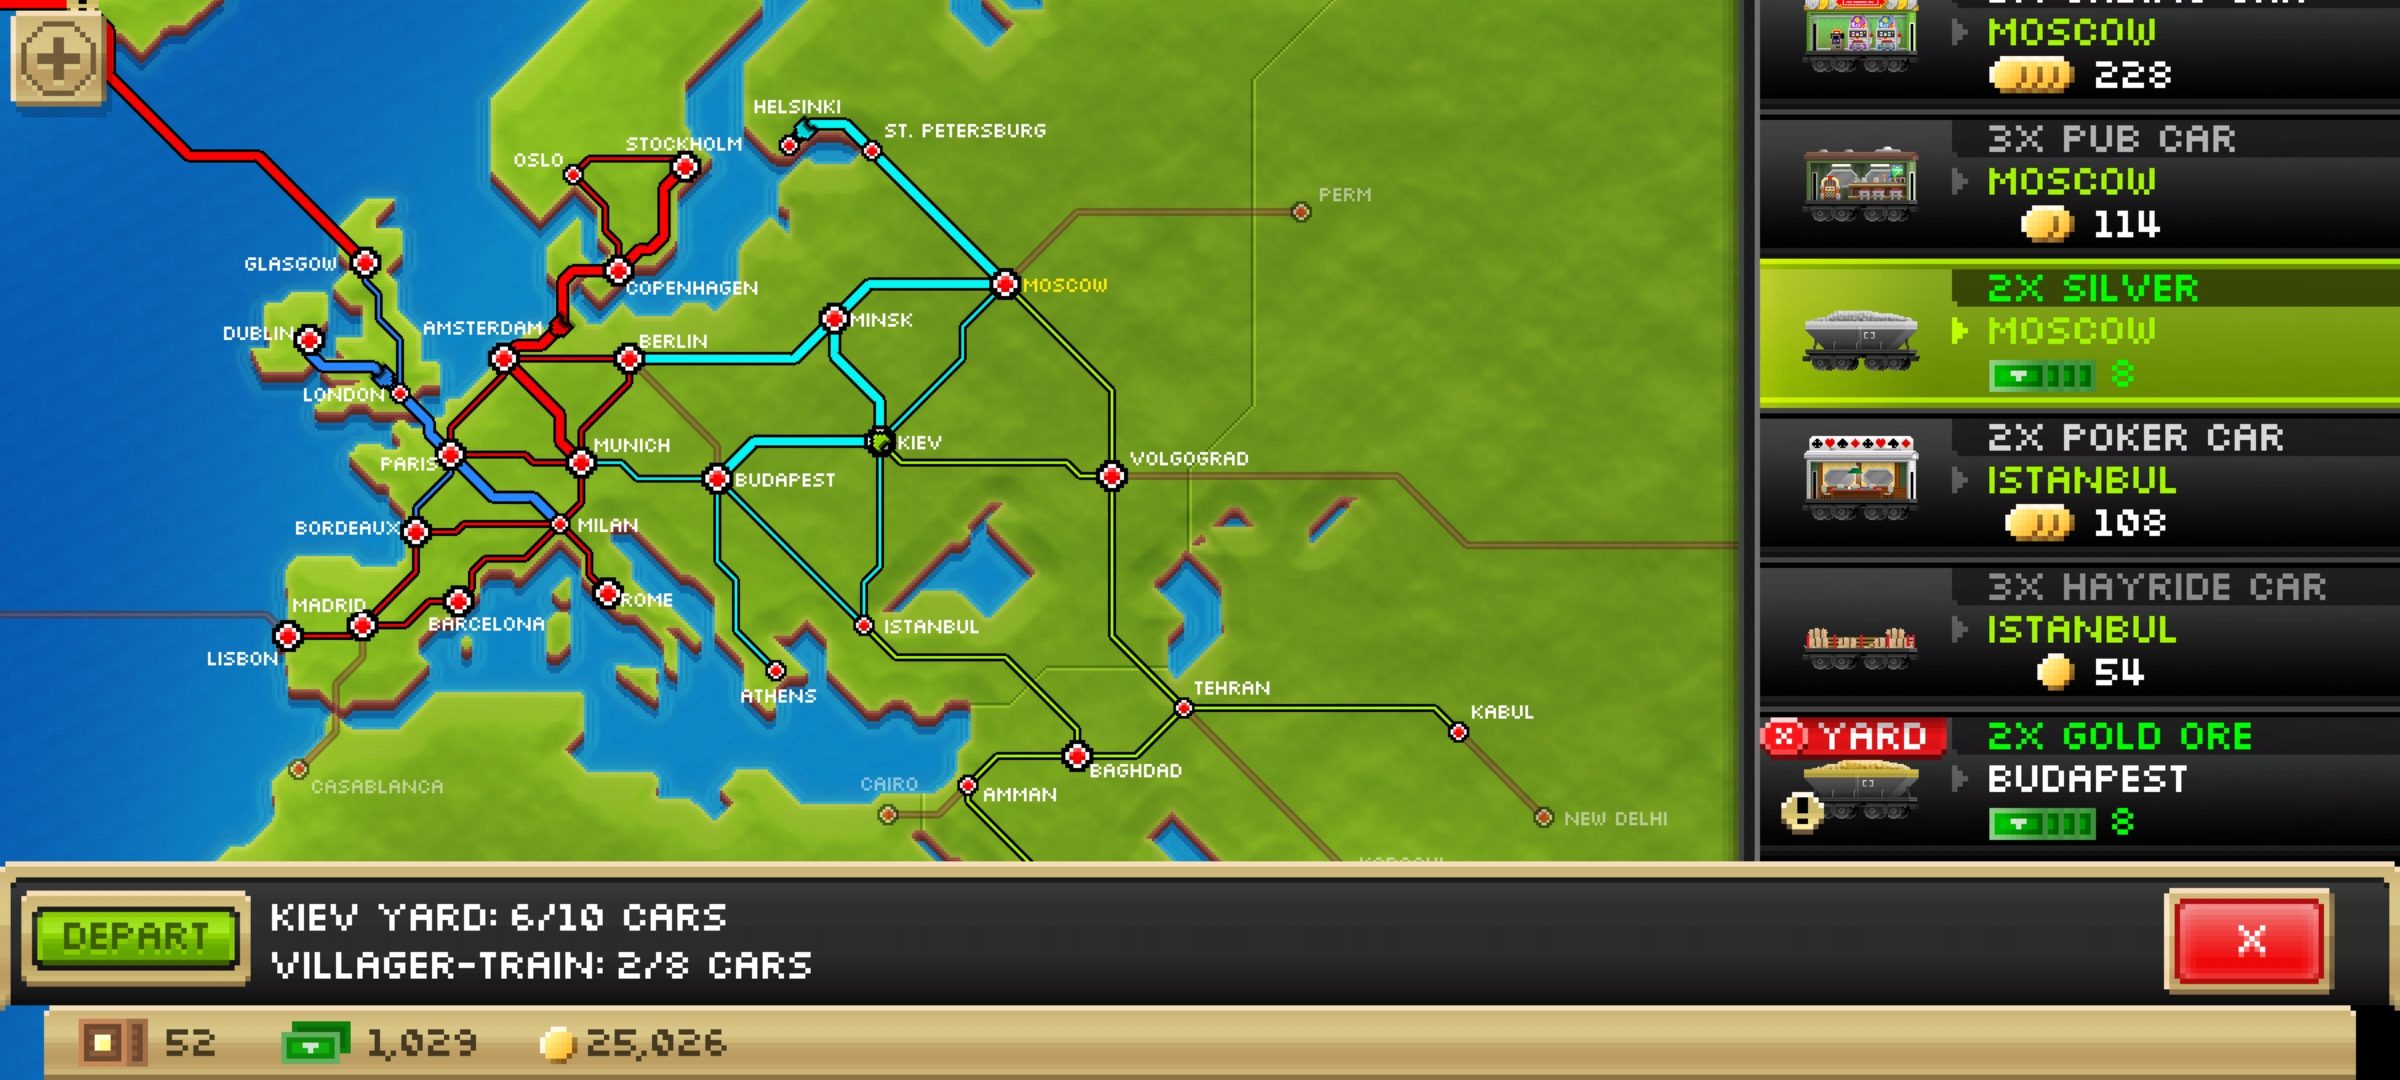 MOSCOW
228
3X PUB CAR
MOSCOW
114
2X SILVER
MOSCOW
8
2X POKER CAR
ISTANBUL
108
3X HAYRIDE CAR
ISTANBUL
54
YARD
2X GOLD ORE
BUDAPEST
8
HELSINKI
ST. PETERSBURG
STOCKHOLM
OSLO
PERM
GLASGOW
COPENHAGEN
MOSCOW
DUBLIN
AMSTERDAM
BERLIN
MINSK
LONDON
PARIS
MUNICH
KIEV
VOLGOGRAD
BUDAPEST
BORDEAUX
MILAN
MADRID
BARCELONA
ROME
ISTANBUL
LISBON
ATHENS
TEHRAN
KABUL
CASABLANCA
CAIRO
BAGHDAD
AMMAN
NEW DELHI
DEPART
KIEV YARD: 6/10 CARS
VILLAGER-TRAIN: 2/8 CARS
X
52
1,029
25,026